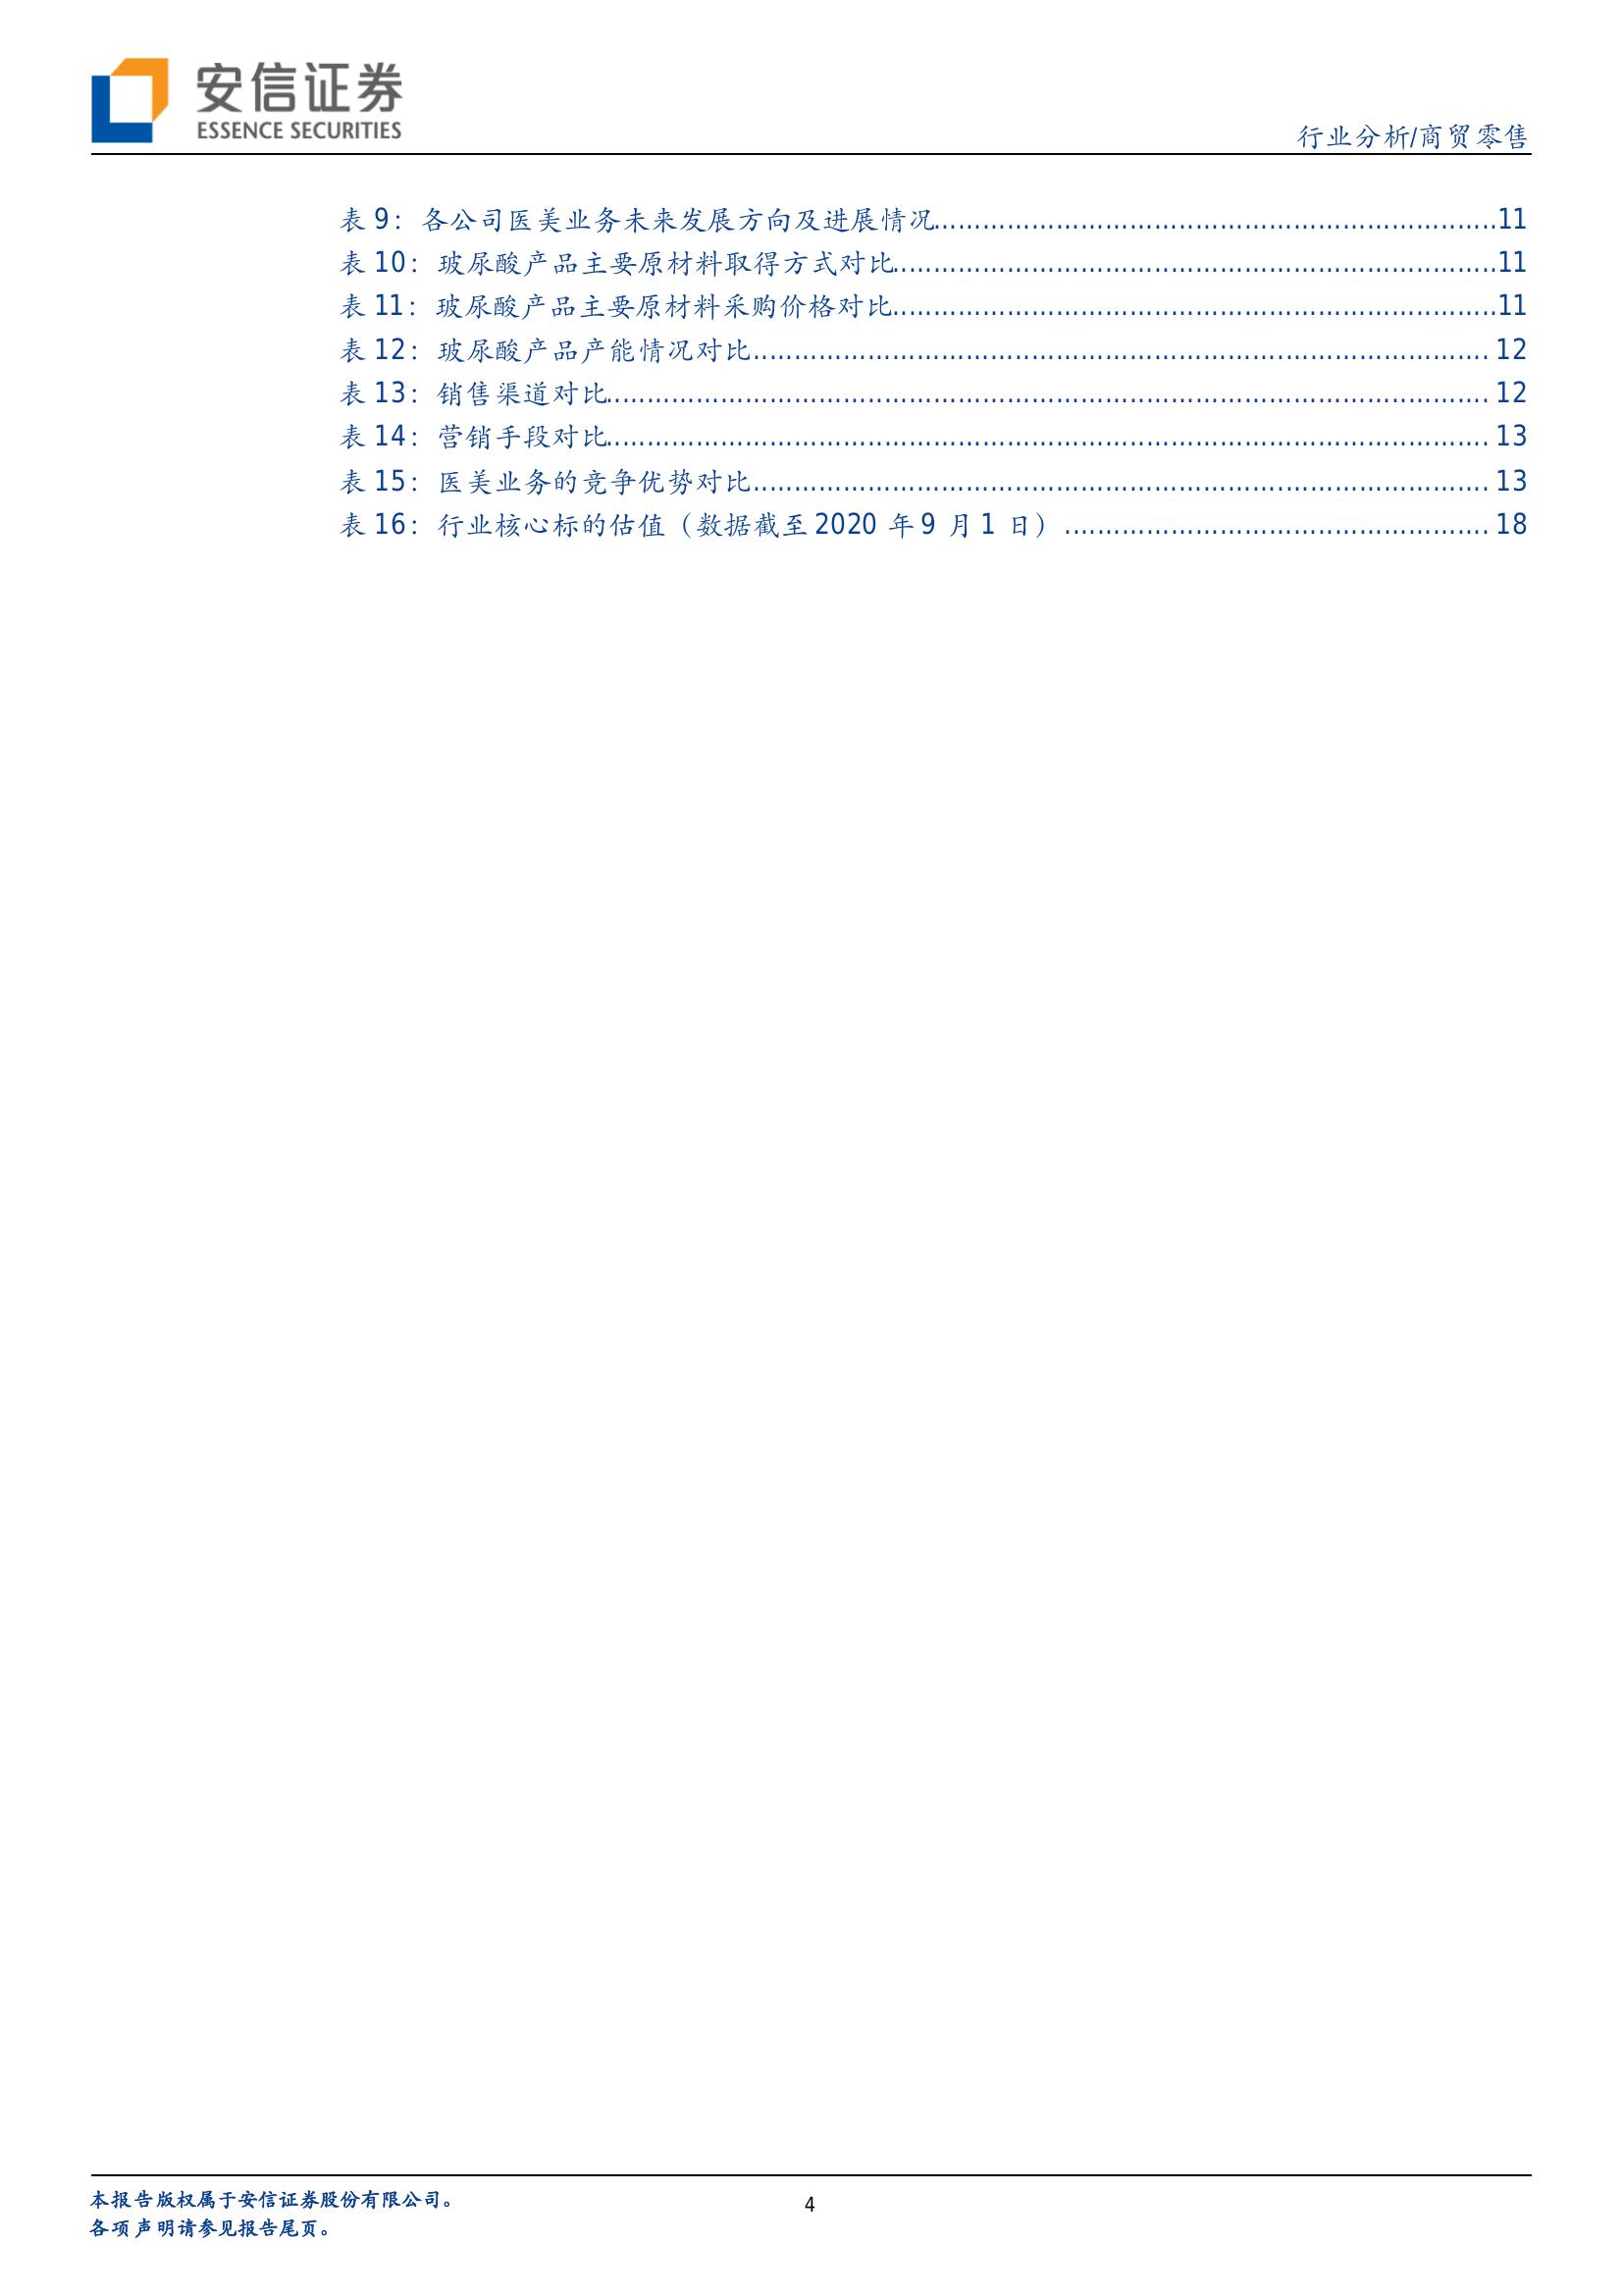 安信证券
ESSENCE SECURITIES
行业分析/商贸零售
表 9：各公司医美业务未来发展方向及进展情况..............................11
表 10：玻尿酸产品主要原材料取得方式对比..............................11
表 11：玻尿酸产品主要原材料采购价格对比..............................11
表 12：玻尿酸产品产能情况对比.............................. 12
表 13：销售渠道对比.............................. 12
表 14：营销手段对比.............................. 13
表 15：医美业务的竞争优势对比.............................. 13
表 16：行业核心标的估值（数据截至 2020 年 9 月 1 日）.............................. 18
本报告版权属于安信证券股份有限公司。
4
各项声明请参见报告尾页。